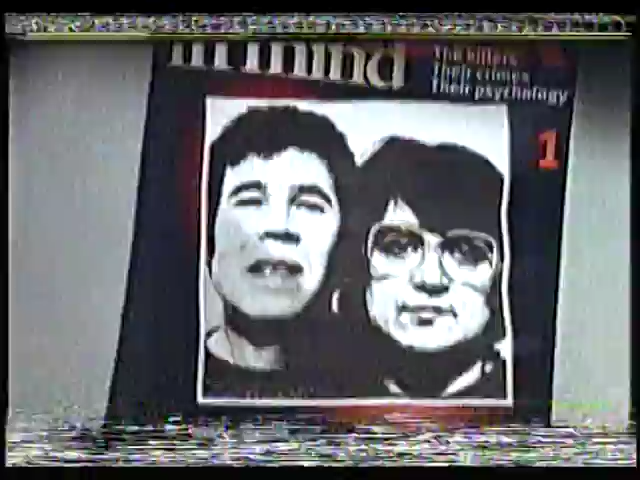 in mind
The killers
Their crimes
Their psychology
1